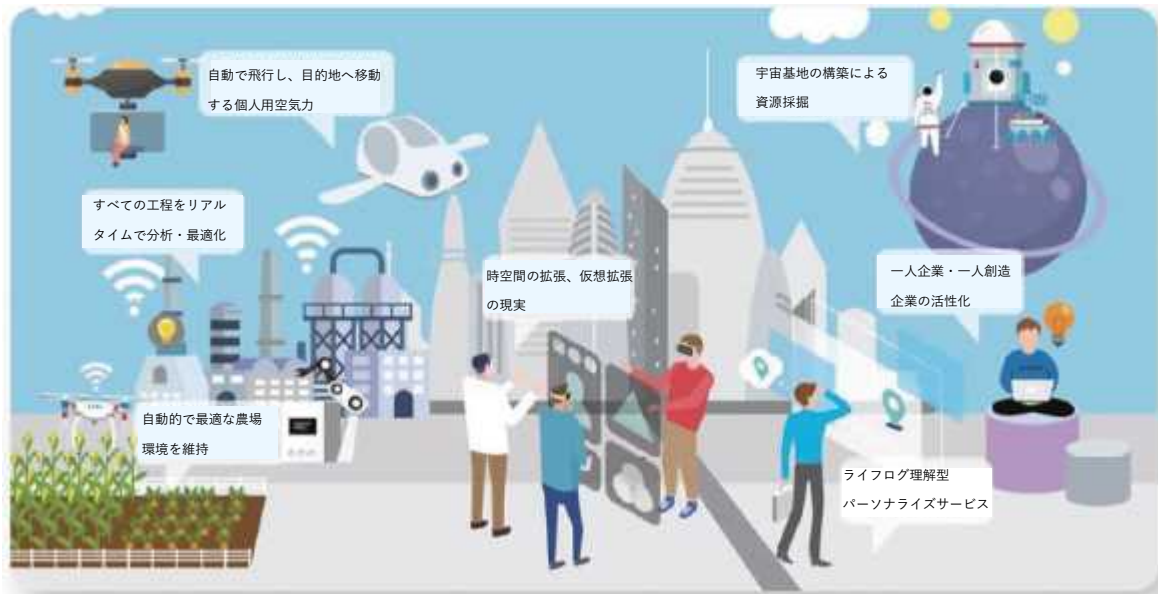 自動で飛行し、目的地へ移動
する個人用空気力
宇宙基地の構築による
資源採掘
すべての工程をリアル
タイムで分析・最適化
時空間の拡張、仮想拡張
の現実
一人企業・一人創造
企業の活性化
自動的で最適な農場
環境を維持
ライフログ理解型
パーソナライズサービス